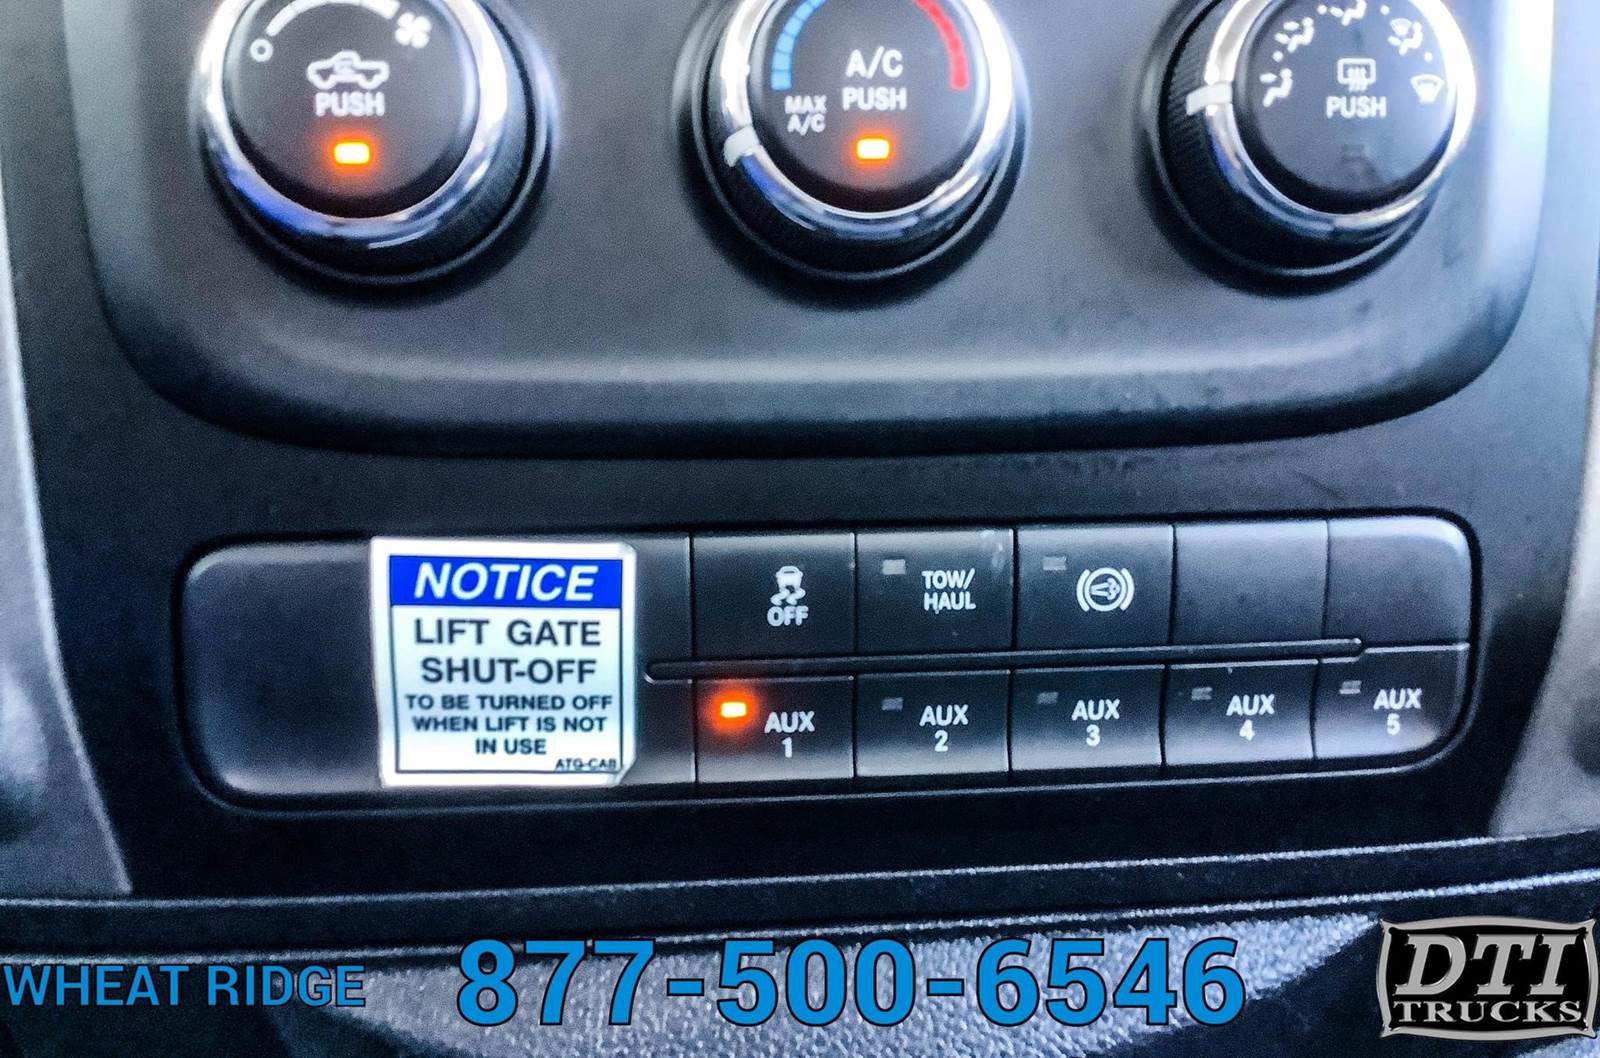 PUSH
A/C
PUSH
MAX
A/C
PUSH
NOTICE
LIFT GATE
SHUT-OFF
TO BE TURNED OFF
WHEN LIFT IS NOT
IN USE
ATG-CAB
OFF
TOW/
HAUL
AUX
1
AUX
2
AUX
3
AUX
4
AUX
5
WHEAT RIDGE
877-500-6546
DTI
TRUCKS